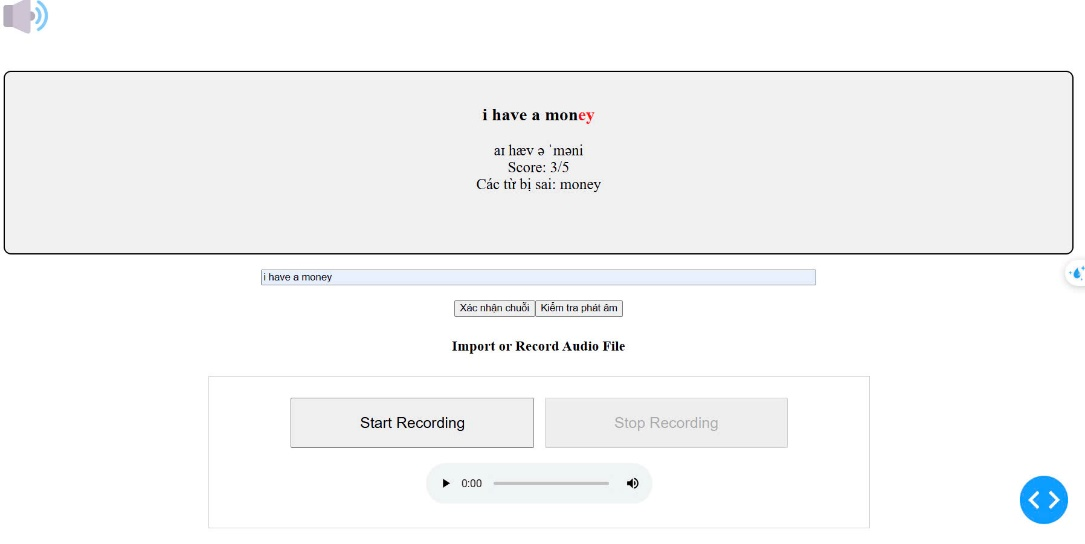 i have a money
aɪ hæv ə ˈməni
Score: 3/5
Các từ bị sai: money
i have a money
Xác nhận chuỗi Kiểm tra phát âm
Import or Record Audio File
Start Recording Stop Recording
0:00